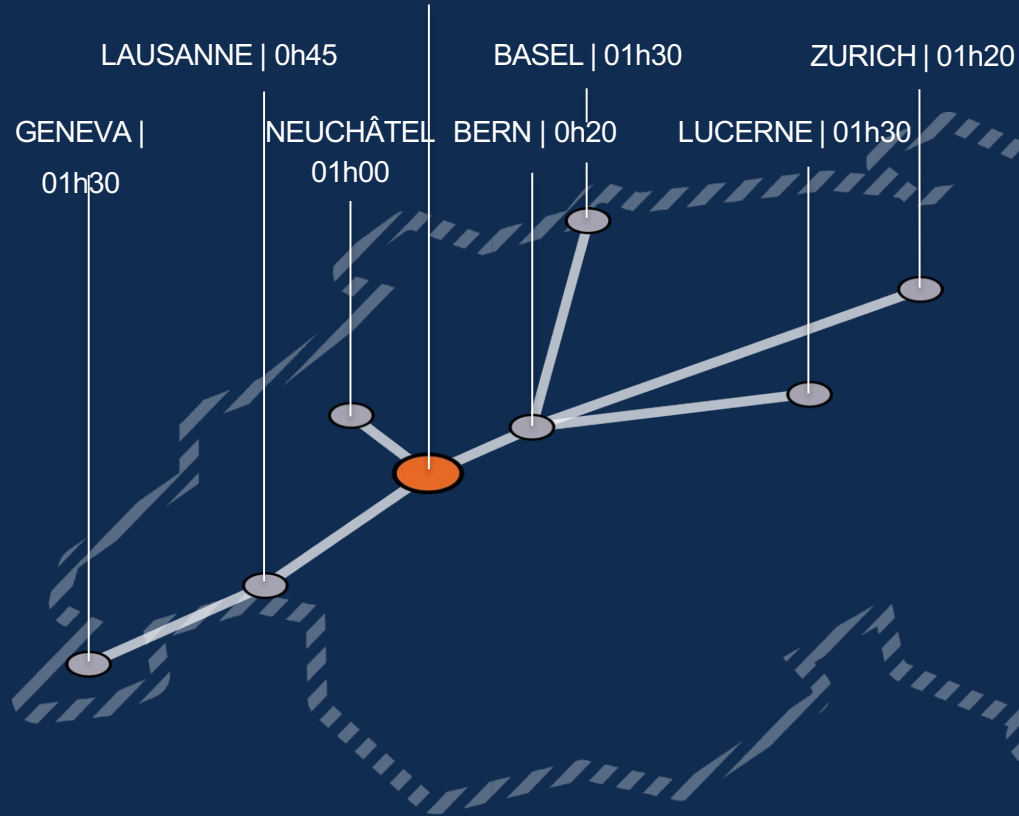 LAUSANNE | 0h45
BASEL | 01h30
ZURICH | 01h20
GENEVA |
01h30
NEUCHÂTEL
01h00
BERN | 0h20
LUCERNE | 01h30